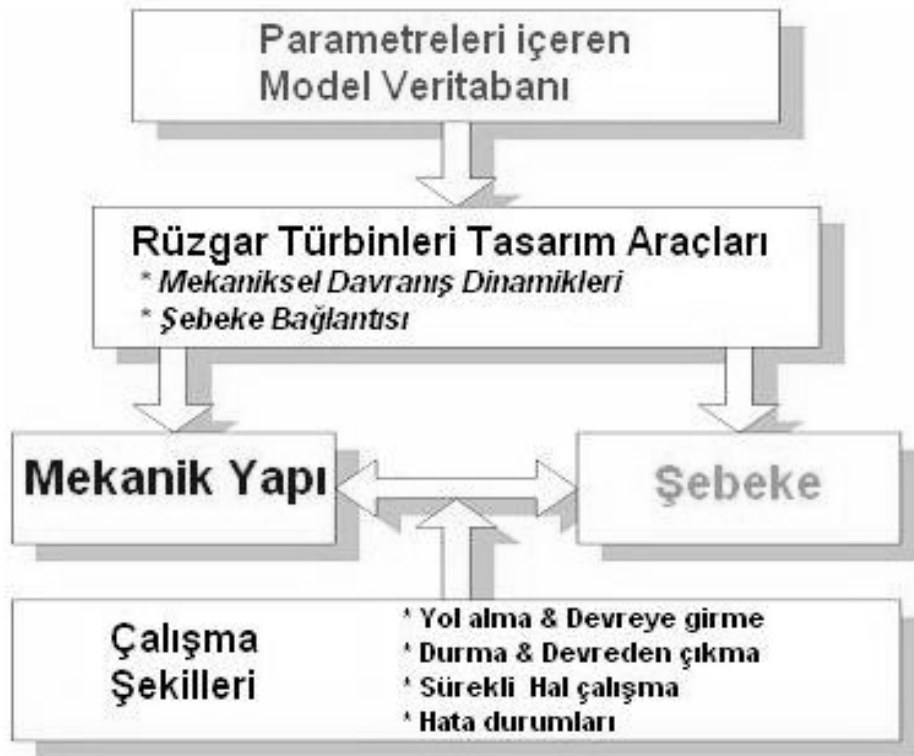 Parametreleri içeren
Model Veritabanı
Rüzgar Türbinleri Tasarım Araçları
* Mekaniksel Davranış Dinamikleri
* Şebeke Bağlantısı
Mekanik Yapı
Şebeke
Çalışma
Şekilleri
* Yol alma & Devreye girme
* Durma & Devreden çıkma
* Sürekli Hal çalışma
* Hata durumları